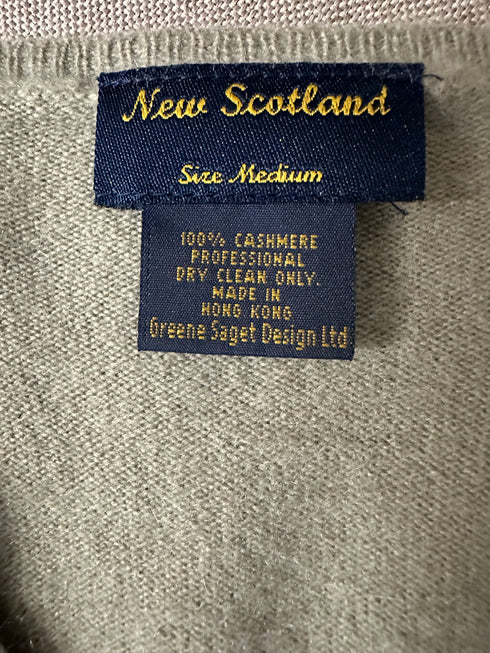 New Scotland
Size Medium
100% CASHMERE
PROFESSIONAL
DRY CLEAN ONLY.
MADE IN
HONG KONG
Greene Saget Design Ltd